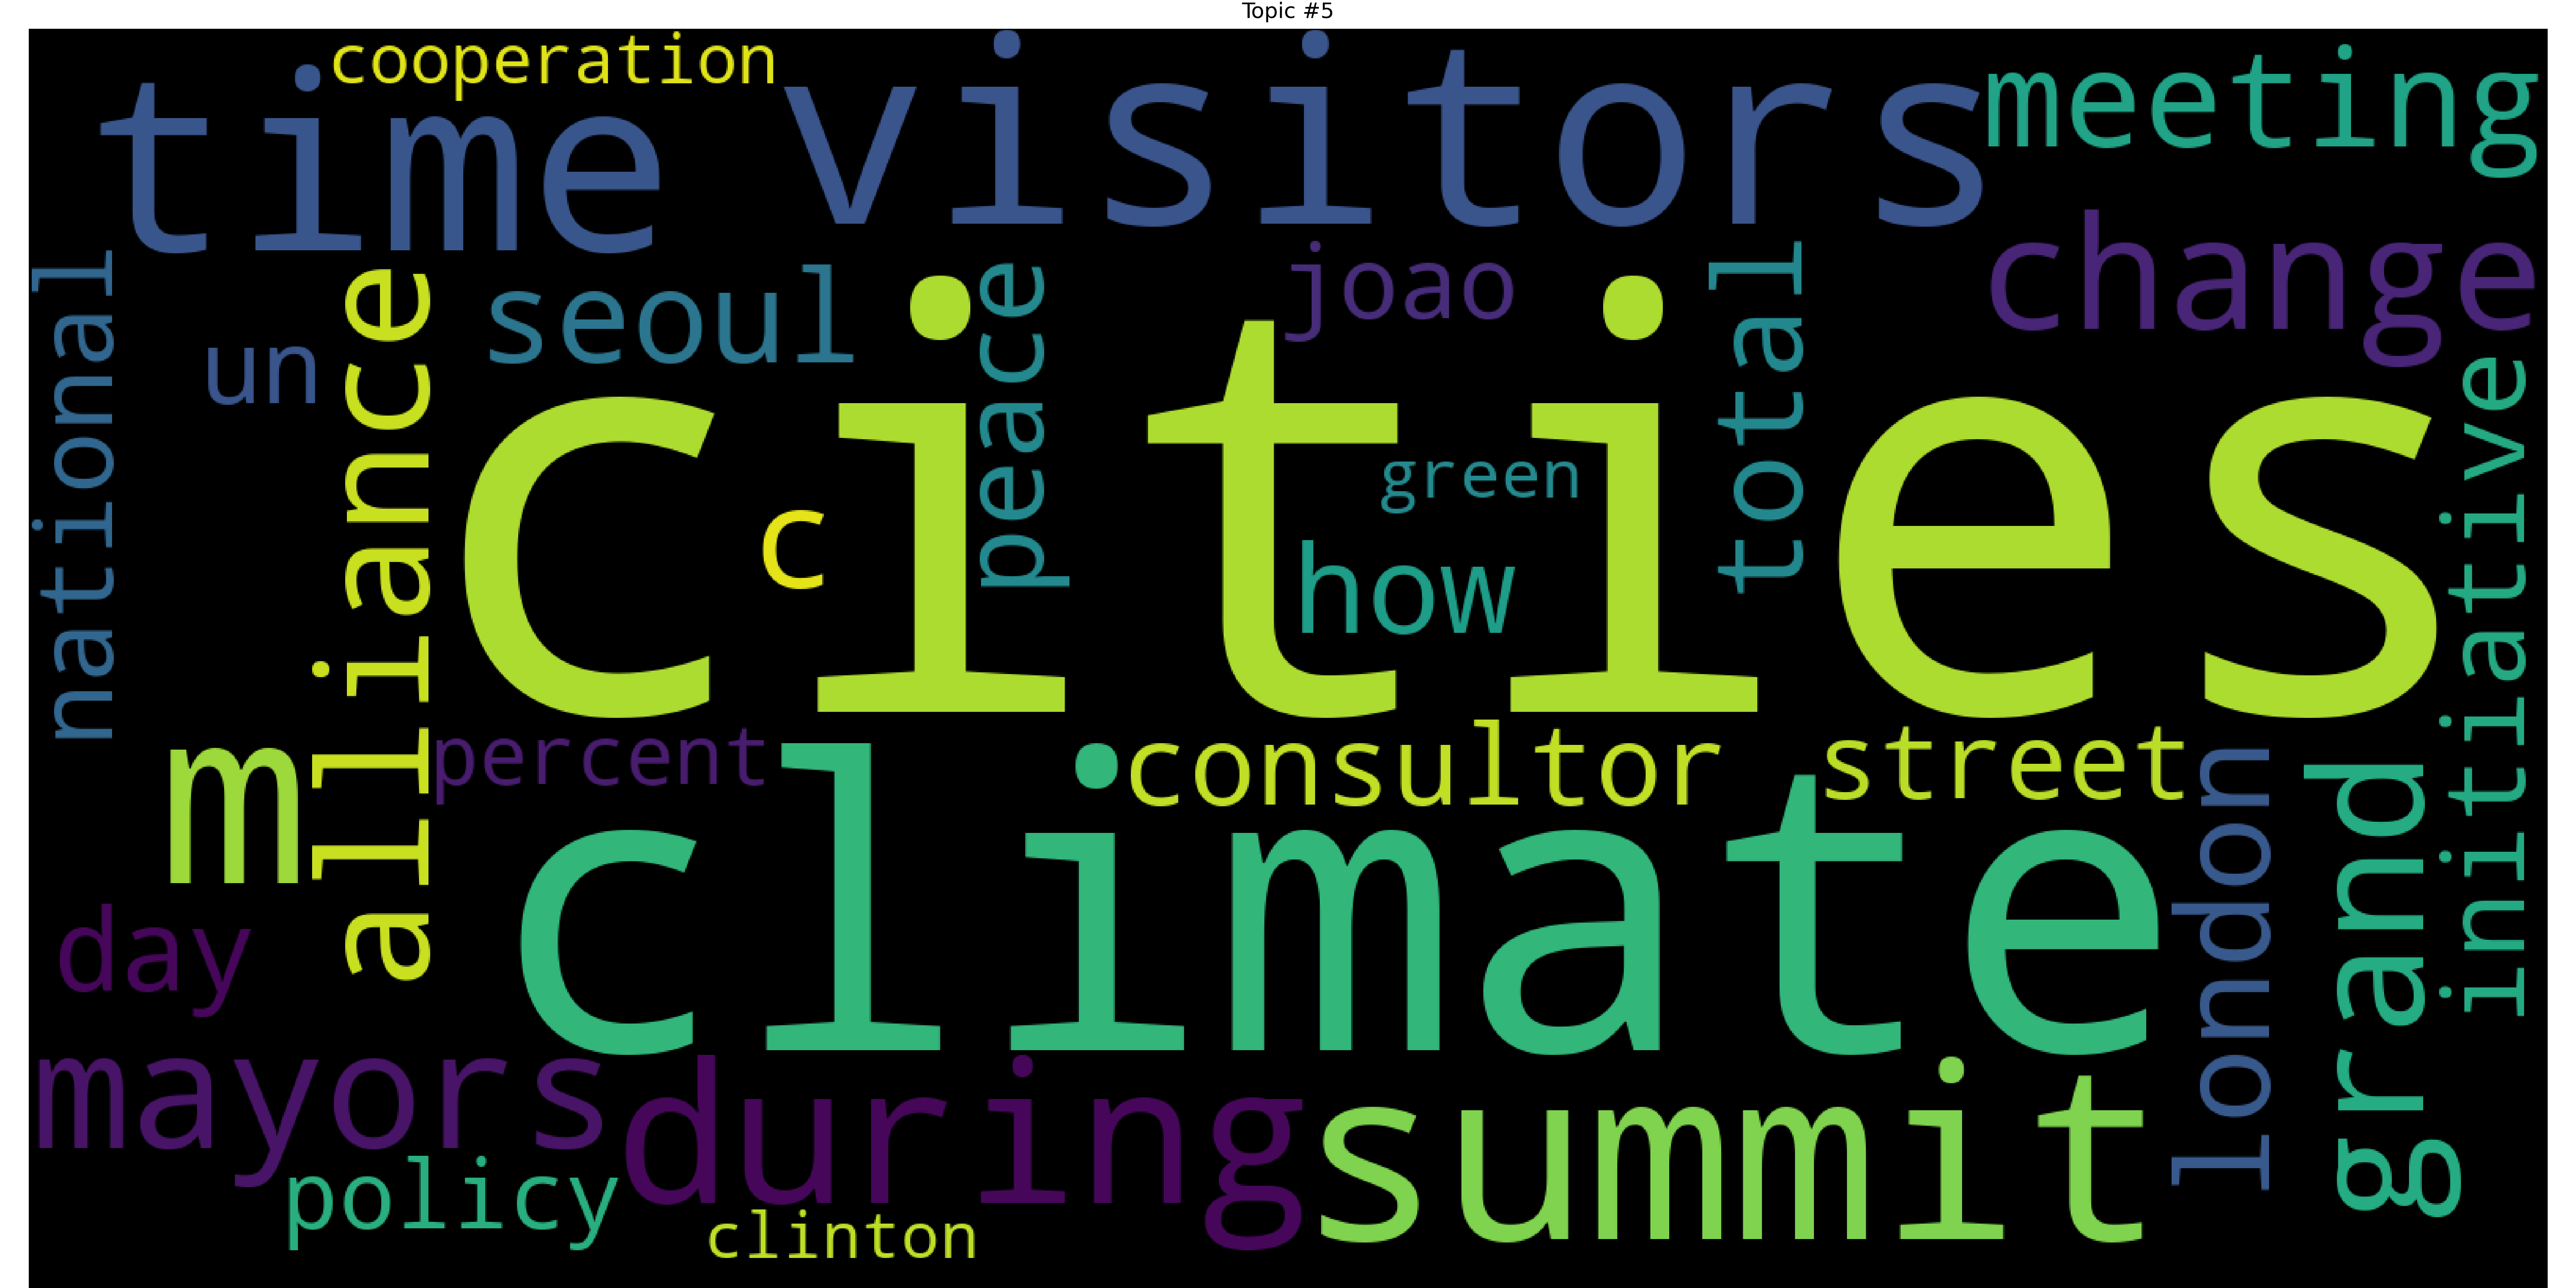 Topic #5
cooperation
time
visitors
meeting
national
un
alliance
seoul
peace
joao
total
change
cities
c
green
how
initiative
m
percent
consultor
street
climate
london
grand
day
mayors
during
summit
policy
clinton